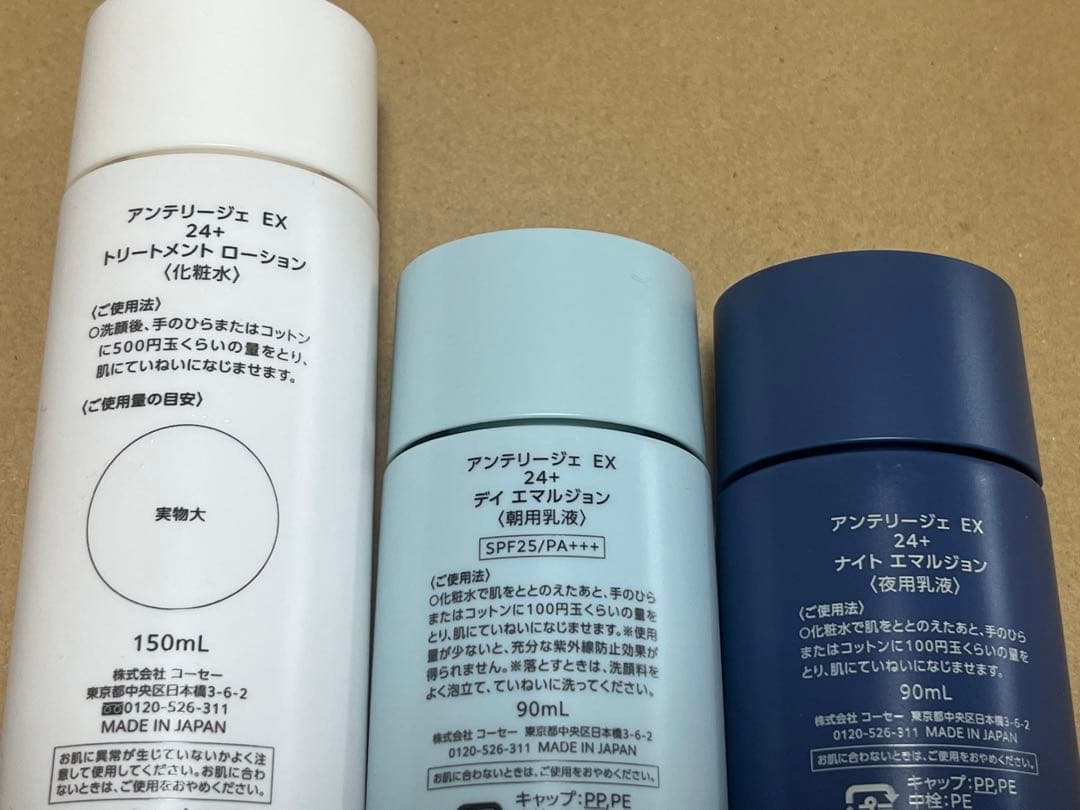 アンテリージェ EX
24+
トリートメント ローション
〈化粧水〉
〈ご使用法〉
○洗顔後、手のひらまたはコットン
に500円玉くらいの量をとり、
肌にていねいになじませます。
〈ご使用量の目安〉
実物大
150mL
株式会社 コーセー
東京都中央区日本橋3-6-2
0120-526-311
MADE IN JAPAN
お肌に異常が生じていないかよく注
意して使用してください。お肌に合わ
ないときは、ご使用をおやめください。
アンテリージェ EX
24+
デイ エマルジョン
〈朝用乳液〉
SPF25/PA+++
〈ご使用法〉
○化粧水で肌をととのえたあと、手のひら
またはコットンに100円玉くらいの量を
とり、肌にていねいになじませます。※使用
量が少ないと、充分な紫外線防止効果が
得られません。※落とすときは、洗顔料を
よく泡立て、ていねいに洗ってください。
90mL
株式会社 コーセー 東京都中央区日本橋3-6-2
0120-526-311 MADE IN JAPAN
お肌に合わないときは、ご使用をおやめください。
キャップ:PP,PE
アンテリージェ EX
24+
ナイト エマルジョン
〈夜用乳液〉
〈ご使用法〉
○化粧水で肌をととのえたあと、手のひら
またはコットンに100円玉くらいの量を
とり、肌にていねいになじませます。
90mL
株式会社 コーセー 東京都中央区日本橋3-6-2
0120-526-311 MADE IN JAPAN
お肌に合わないときは、ご使用をおやめください。
キャップ:PP,PE
中栓:PE